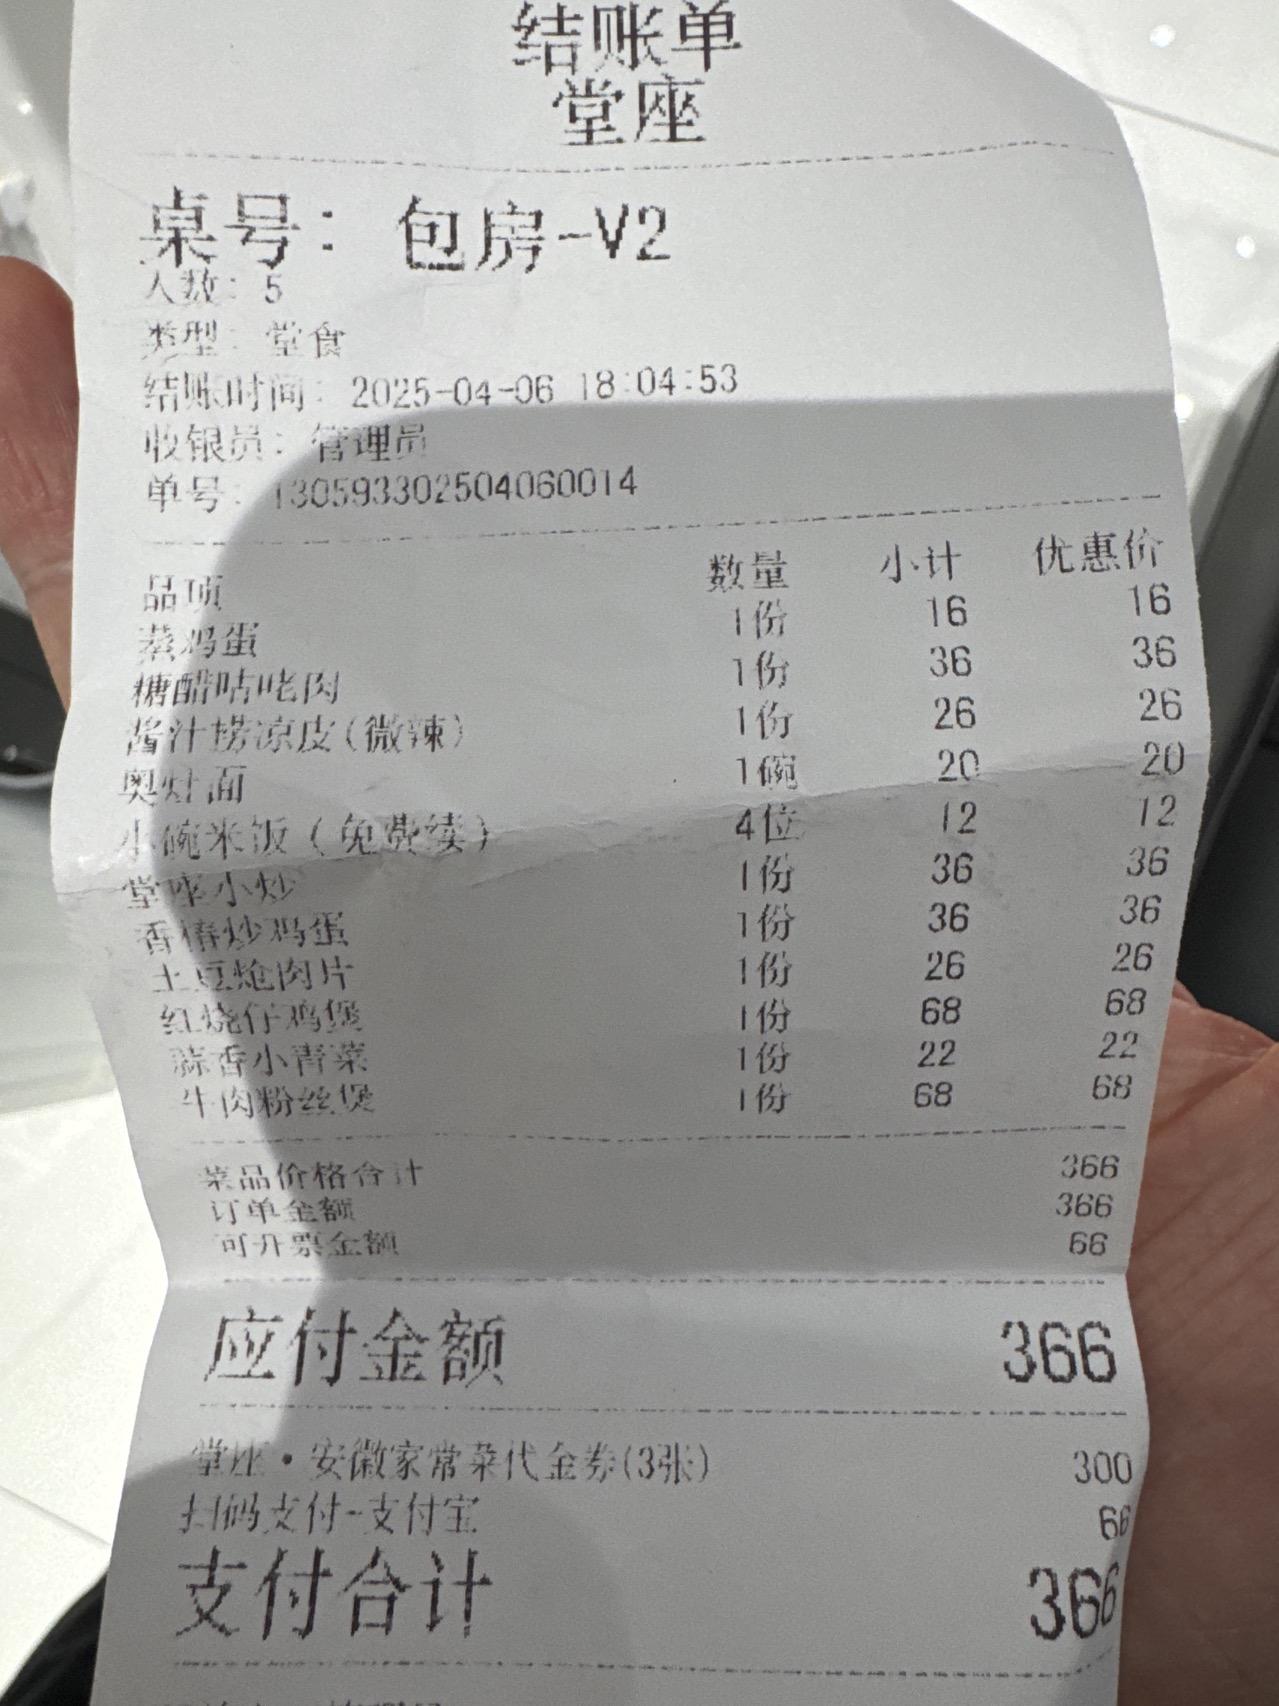 结账单
堂座
桌号: 包房-V2
人数: 5
类型: 堂食
结账时间: 2025-04-06 18:04:53
收银员: 管理员
单号: 130593302504060014
品项 数量 小计 优惠价
蒸鸡蛋 1份 16 16
糖醋咕咾肉 1份 36 36
酱汁捞凉皮(微辣) 1份 26 26
奥灶面 1碗 20 20
小碗米饭(免费续) 4位 12 12
堂座小炒 1份 36 36
香椿炒鸡蛋 1份 36 36
土豆炝肉片 1份 26 26
红烧仔鸡煲 1份 68 68
蒜香小青菜 1份 22 22
牛肉粉丝煲 1份 68 68
菜品价格合计 366
订单金额 366
可开票金额 66
应付金额 366
堂座·安徽家常菜代金券(3张) 300
扫码支付-支付宝 66
支付合计 366